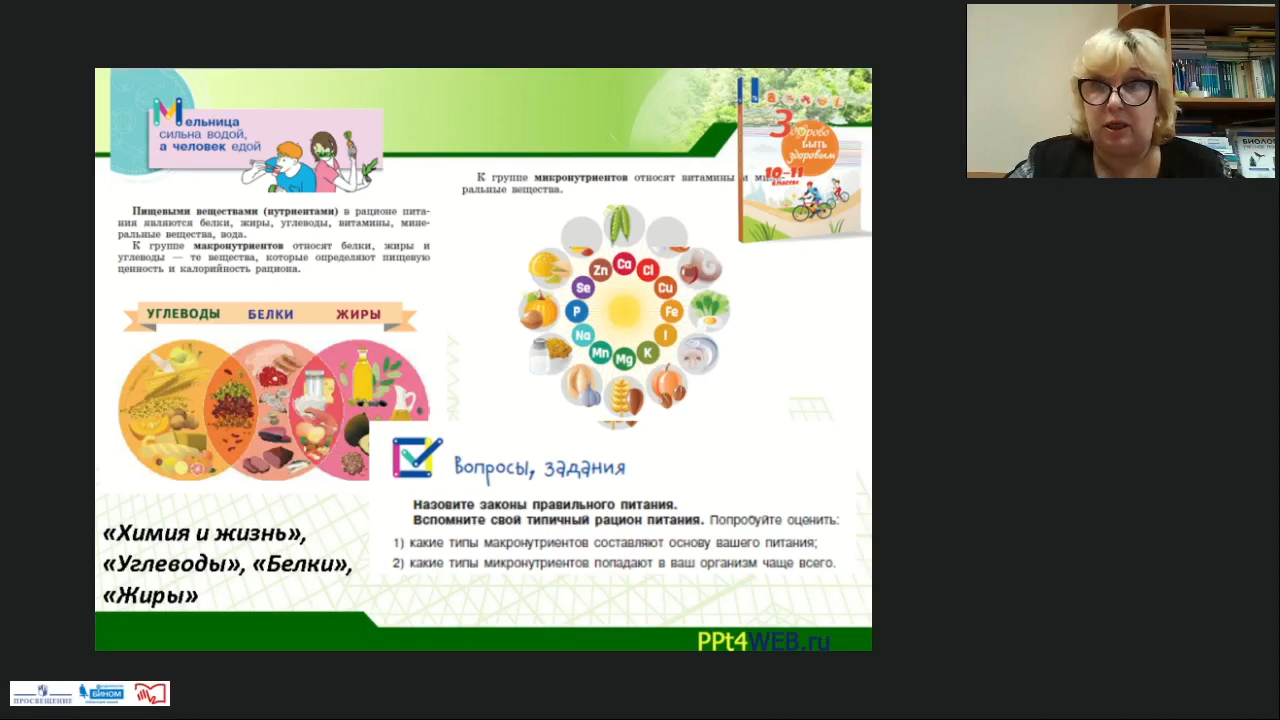 Мельница
сильна водой,
а человек едой
Пищевыми веществами (нутриентами) в рационе пита-
ния являются белки, жиры, углеводы, витамины, мине-
ральные вещества, вода.
К группе макронутриентов относят белки, жиры и
углеводы — те вещества, которые определяют пищевую
ценность и калорийность рациона.
УГЛЕВОДЫ БЕЛКИ ЖИРЫ
«Химия и жизнь»,
«Углеводы», «Белки»,
«Жиры»
К группе микронутриентов относят витамины и мине-
ральные вещества.
Здорово
быть
здоровым
10–11
классы
Ca
Cl
Cu
Fe
I
K
Mg
Mn
Na
P
Se
Zn
Вопросы, задания
Назовите законы правильного питания.
Вспомните свой типичный рацион питания. Попробуйте оценить:
1) какие типы макронутриентов составляют основу вашего питания;
2) какие типы микронутриентов попадают в ваш организм чаще всего.
PPt4WEB.ru
ПРОСВЕЩЕНИЕ
БИНОМ